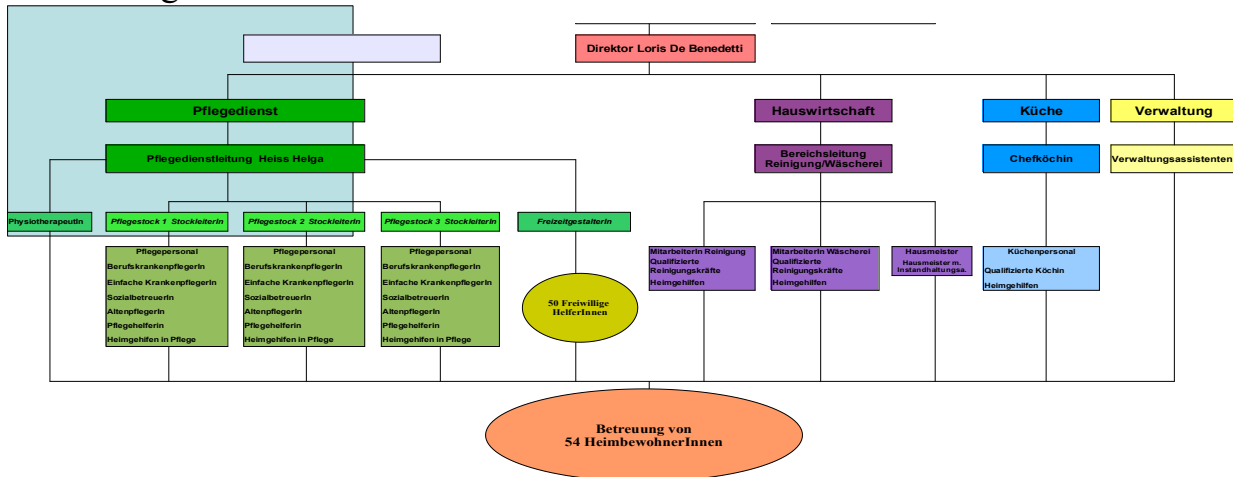 Direktor Loris De Benedetti
Pflegedienst
Hauswirtschaft
Küche
Verwaltung
Pflegedienstleitung Heiss Helga
Bereichsleitung
Reinigung/Wäscherei
Chefköchin
Verwaltungsassistenten
PhysiotherapeutIn
Pflegestock 1 StockleiterIn
Pflegestock 2 StockleiterIn
Pflegestock 3 StockleiterIn
FreizeitgestalterIn
Pflegepersonal
BerufskrankenpflegerIn
Einfache KrankenpflegerIn
SozialbetreuerIn
AltenpflegerIn
Pflegehelferin
Heimgehifen in Pflege
Pflegepersonal
BerufskrankenpflegerIn
Einfache KrankenpflegerIn
SozialbetreuerIn
AltenpflegerIn
Pflegehelferin
Heimgehifen in Pflege
Pflegepersonal
BerufskrankenpflegerIn
Einfache KrankenpflegerIn
SozialbetreuerIn
AltenpflegerIn
Pflegehelferin
Heimgehifen in Pflege
50 Freiwillige
HelferInnen
MitarbeiterIn Reinigung
Qualifizierte
Reinigungskräfte
Heimgehilfen
MitarbeiterIn Wäscherei
Qualifizierte
Reinigungskräfte
Heimgehilfen
Hausmeister
Hausmeister m.
Instandhaltungsa.
Küchenpersonal
Qualifizierte Köchin
Heimgehilfen
Betreuung von
54 HeimbewohnerInnen